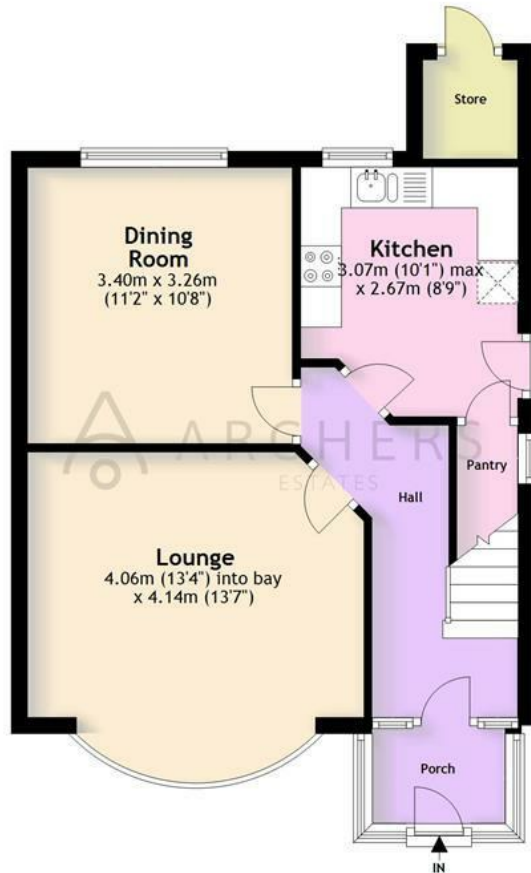 Store
Dining
Room
3.40m x 3.26m
(11'2" x 10'8")
Kitchen
3.07m (10'1") max
x 2.67m (8'9")
ARCHERS
ESTATES
Pantry
Hall
Lounge
4.06m (13'4") into bay
x 4.14m (13'7")
Porch
IN